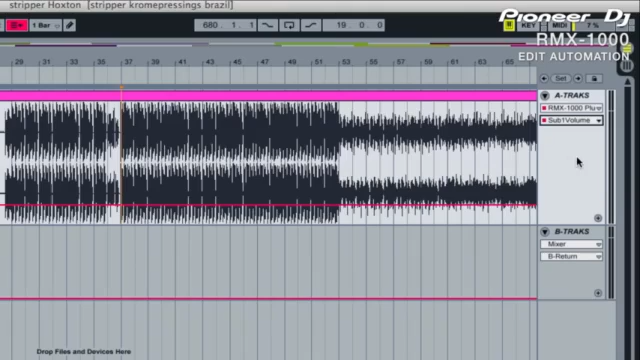 stripper Hoxton [stripper kromepressings brazil]
1 Bar
680 . 1 . 1
19 . 0 . 0
KEY
MIDI
7 %
Pioneer Dj
RMX-1000
EDIT AUTOMATION
29 31 33 35 37 39 41 43 45 47 49 51 53 55 57 59 61 63 65
Set
A-TRAKS
RMX-1000 Plu
Sub1Volume
B-TRAKS
Mixer
B-Return
Drop Files and Devices Here